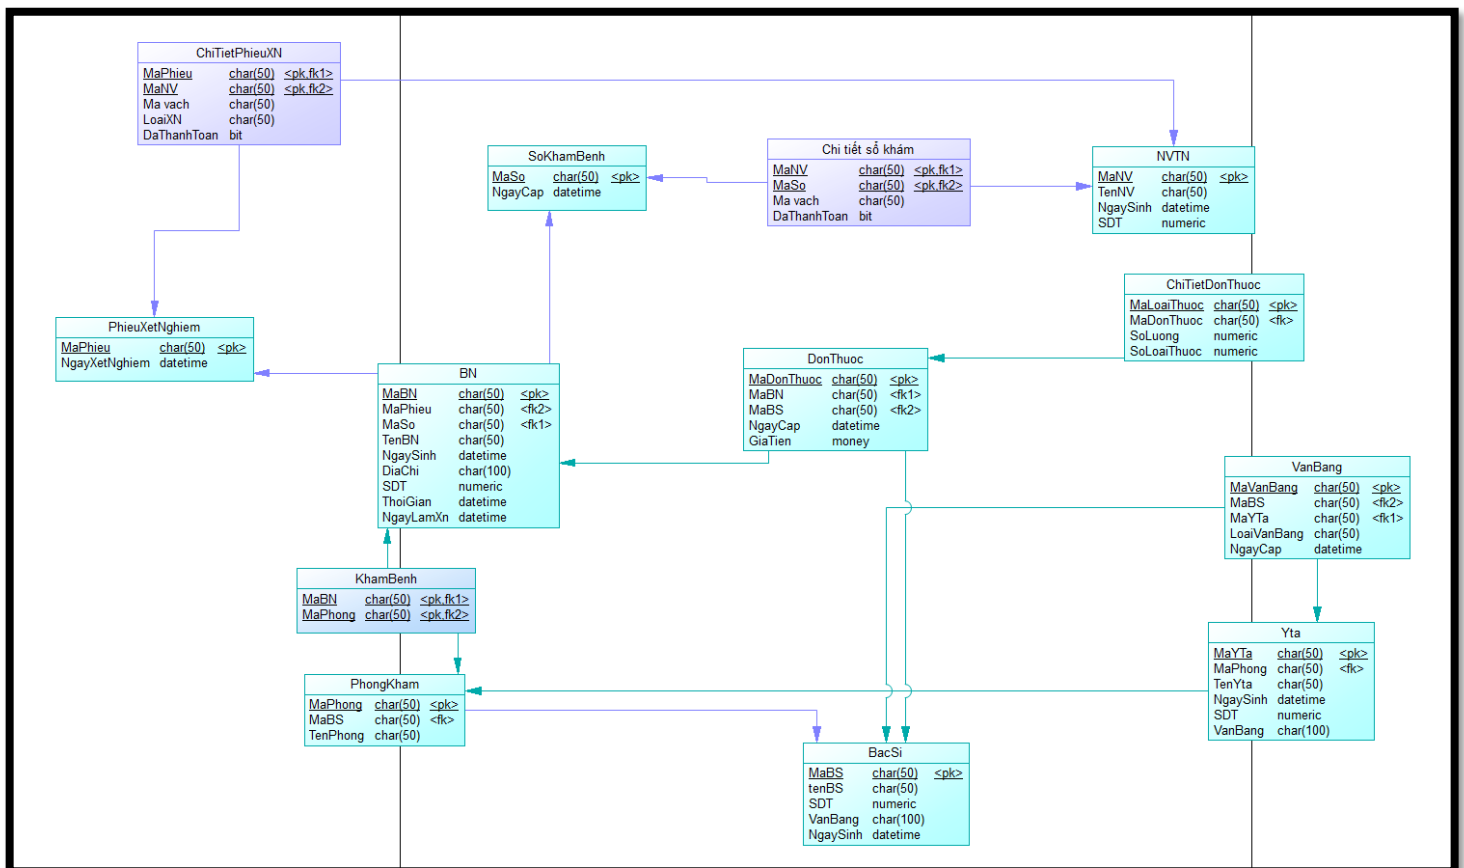 ChiTietPhieuXN
MaPhieu char(50) <pk,fk1>
MaNV char(50) <pk,fk2>
Ma vach char(50)
LoaiXN char(50)
DaThanhToan bit
SoKhamBenh
MaSo char(50) <pk>
NgayCap datetime
Chi tiết sổ khám
MaNV char(50) <pk,fk1>
MaSo char(50) <pk,fk2>
Ma vach char(50)
DaThanhToan bit
NVTN
MaNV char(50) <pk>
TenNV char(50)
NgaySinh datetime
SDT numeric
ChiTietDonThuoc
MaLoaiThuoc char(50) <pk>
MaDonThuoc char(50) <fk>
SoLuong numeric
SoLoaiThuoc numeric
PhieuXetNghiem
MaPhieu char(50) <pk>
NgayXetNghiem datetime
BN
MaBN char(50) <pk>
MaPhieu char(50) <fk2>
MaSo char(50) <fk1>
TenBN char(50)
NgaySinh datetime
DiaChi char(100)
SDT numeric
ThoiGian datetime
NgayLamXn datetime
DonThuoc
MaDonThuoc char(50) <pk>
MaBN char(50) <fk1>
MaBS char(50) <fk2>
NgayCap datetime
GiaTien money
VanBang
MaVanBang char(50) <pk>
MaBS char(50) <fk2>
MaYTa char(50) <fk1>
LoaiVanBang char(50)
NgayCap datetime
KhamBenh
MaBN char(50) <pk,fk1>
MaPhong char(50) <pk,fk2>
Yta
MaYTa char(50) <pk>
MaPhong char(50) <fk>
TenYta char(50)
NgaySinh datetime
SDT numeric
VanBang char(100)
PhongKham
MaPhong char(50) <pk>
MaBS char(50) <fk>
TenPhong char(50)
BacSi
MaBS char(50) <pk>
tenBS char(50)
SDT numeric
VanBang char(100)
NgaySinh datetime